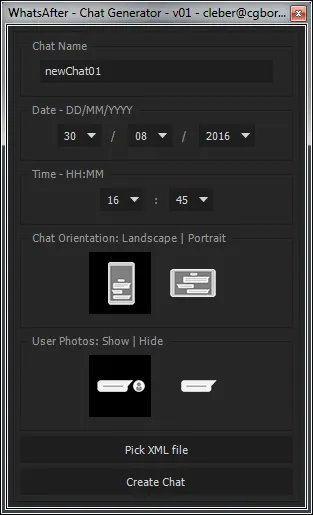 WhatsAfter - Chat Generator - v01 - cleber@cgbor...
Chat Name
newChat01
Date - DD/MM/YYYY
30 / 08 / 2016
Time - HH:MM
16 : 45
Chat Orientation: Landscape | Portrait
User Photos: Show | Hide
Pick XML file
Create Chat